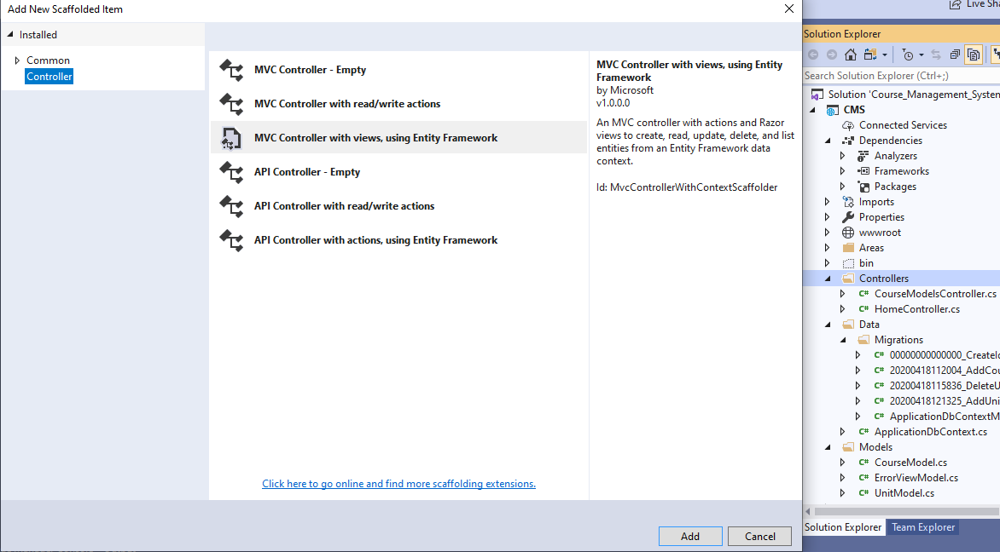 Add New Scaffolded Item
Installed
Common
Controller
MVC Controller - Empty
MVC Controller with read/write actions
MVC Controller with views, using Entity Framework
API Controller - Empty
API Controller with read/write actions
API Controller with actions, using Entity Framework
Click here to go online and find more scaffolding extensions.
MVC Controller with views, using Entity
Framework
by Microsoft
v1.0.0.0
An MVC controller with actions and Razor
views to create, read, update, delete, and list
entities from an Entity Framework data
context.
Id: MvcControllerWithContextScaffolder
Add
Cancel
Live Sha
Solution Explorer
Search Solution Explorer (Ctrl+;)
Solution 'Course_Management_System
CMS
Connected Services
Dependencies
Analyzers
Frameworks
Packages
Imports
Properties
wwwroot
Areas
bin
Controllers
C# CourseModelsController.cs
C# HomeController.cs
Data
Migrations
C# 00000000000000_CreateId
C# 20200418112004_AddCou
C# 20200418115836_DeleteU
C# 20200418121325_AddUni
C# ApplicationDbContextM
C# ApplicationDbContext.cs
Models
C# CourseModel.cs
C# ErrorViewModel.cs
C# UnitModel.cs
Solution Explorer
Team Explorer